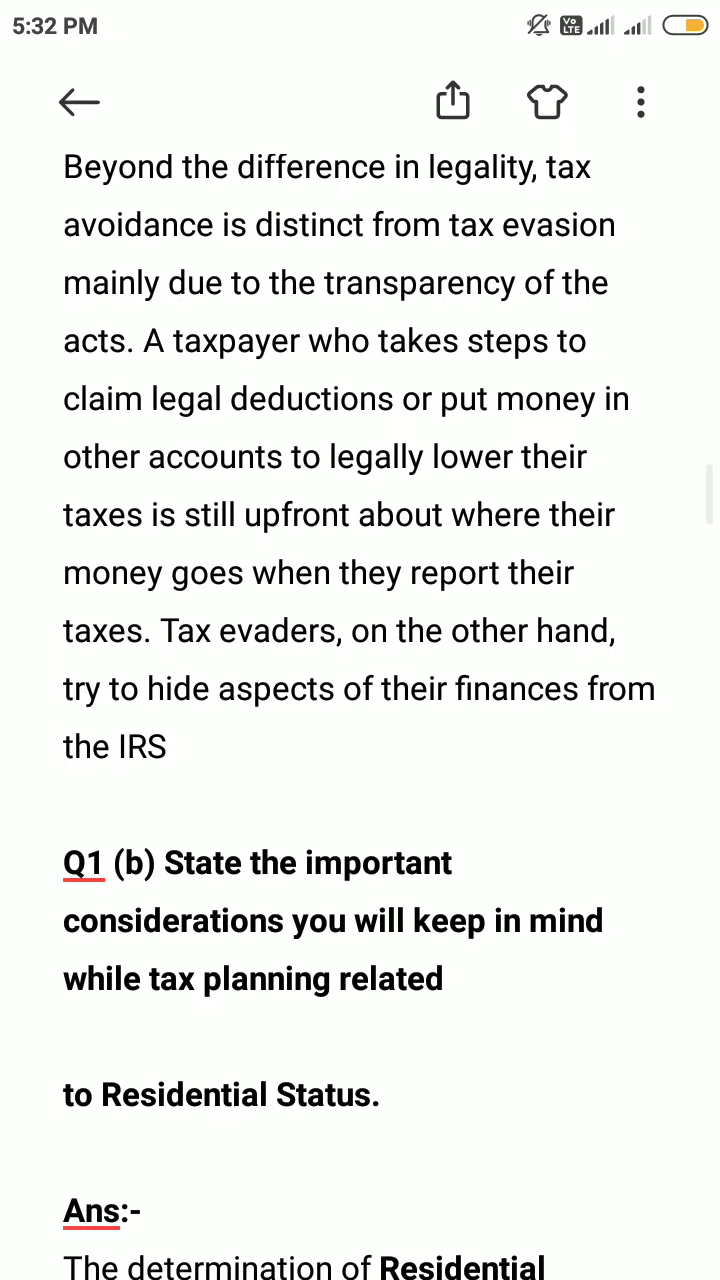 5:32 PM
Vo LTE
Beyond the difference in legality, tax
avoidance is distinct from tax evasion
mainly due to the transparency of the
acts. A taxpayer who takes steps to
claim legal deductions or put money in
other accounts to legally lower their
taxes is still upfront about where their
money goes when they report their
taxes. Tax evaders, on the other hand,
try to hide aspects of their finances from
the IRS
Q1 (b) State the important
considerations you will keep in mind
while tax planning related
to Residential Status.
Ans:-
The determination of Residential